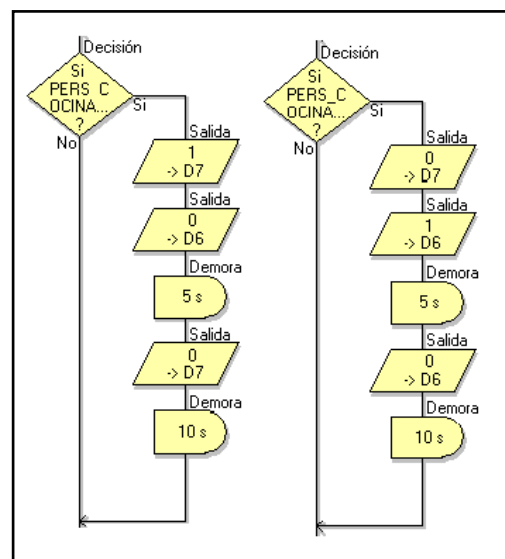 Decisión
Si
PERS_C
OCINA...
?
Si
No
Salida
1
-> D7
Salida
0
-> D6
Demora
5 s
Salida
0
-> D7
Demora
10 s
Decisión
Si
PERS_C
OCINA...
?
Si
No
Salida
0
-> D7
Salida
1
-> D6
Demora
5 s
Salida
0
-> D6
Demora
10 s